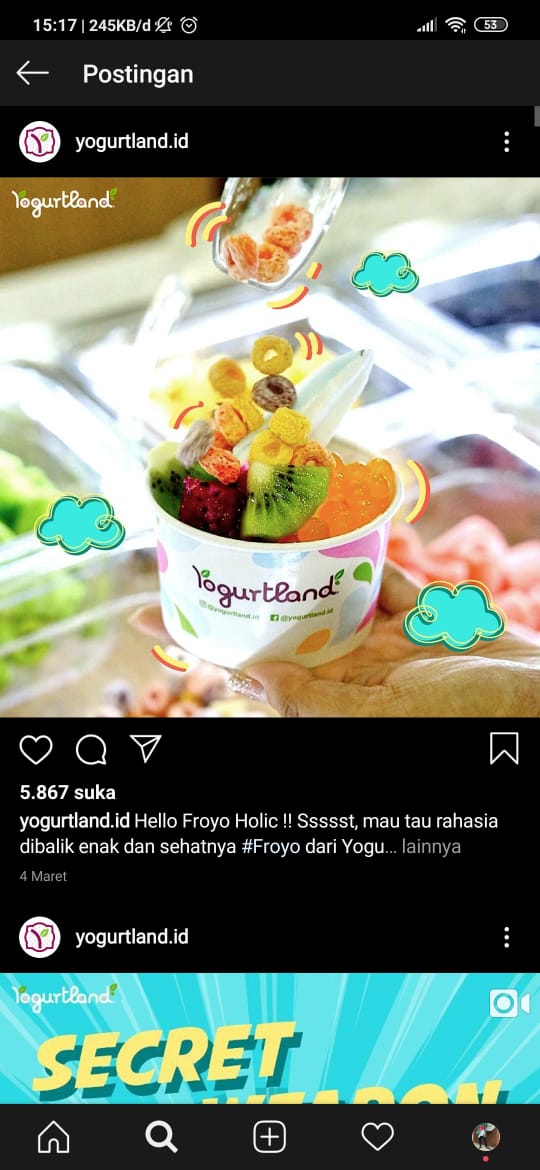 15:17 | 245KB/d
53
Postingan
yogurtland.id
Yogurtland
Yogurtland
@yogurtland.id @yogurtland.id
5.867 suka
yogurtland.id Hello Froyo Holic !! Ssssst, mau tau rahasia
dibalik enak dan sehatnya #Froyo dari Yogu... lainnya
4 Maret
yogurtland.id
Yogurtland
SECRET
WEAPON